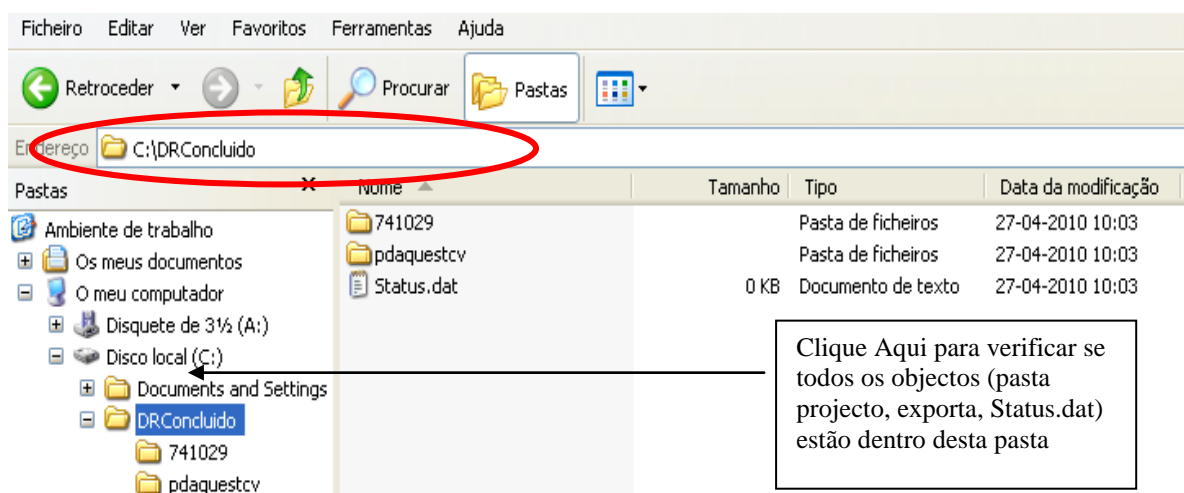 Ficheiro Editar Ver Favoritos Ferramentas Ajuda
Retroceder Procurar Pastas
Endereço C:\DRConcluido
Pastas Nome Tamanho Tipo Data da modificação
Ambiente de trabalho
Os meus documentos
O meu computador
Disquete de 3½ (A:)
Disco local (C:)
Documents and Settings
DRConcluido
741029
pdaquestcv
741029 Pasta de ficheiros 27-04-2010 10:03
pdaquestcv Pasta de ficheiros 27-04-2010 10:03
Status.dat 0 KB Documento de texto 27-04-2010 10:03
Clique Aqui para verificar se
todos os objectos (pasta
projecto, exporta, Status.dat)
estão dentro desta pasta